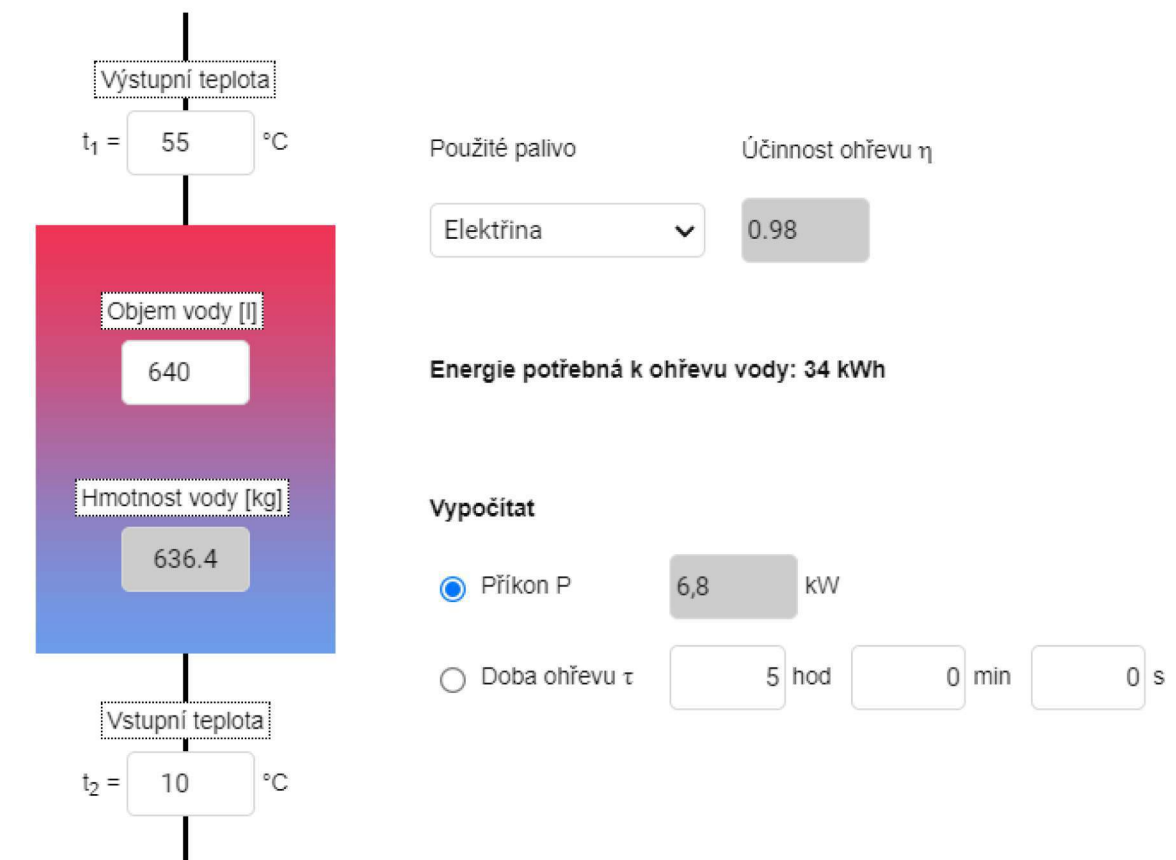 Výstupní teplota
t₁ = 55 °C
Použité palivo Účinnost ohřevu η
Elektřina 0.98
Objem vody [l]
640
Energie potřebná k ohřevu vody: 34 kWh
Hmotnost vody [kg]
636.4
Vypočítat
Příkon P 6,8 kW
Doba ohřevu τ 5 hod 0 min 0 s
Vstupní teplota
t₂ = 10 °C